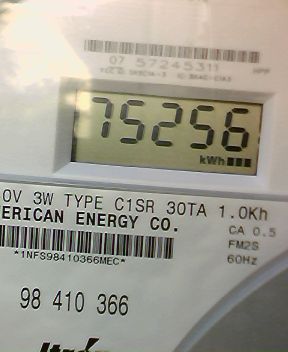 07 57245311
75256
kWh
0V 3W TYPE C1SR 30TA 1.0Kh
ERICAN ENERGY CO.
CA 0.5
FM2S
60Hz
*1NFS98410366MEC*
98 410 366
Itrón